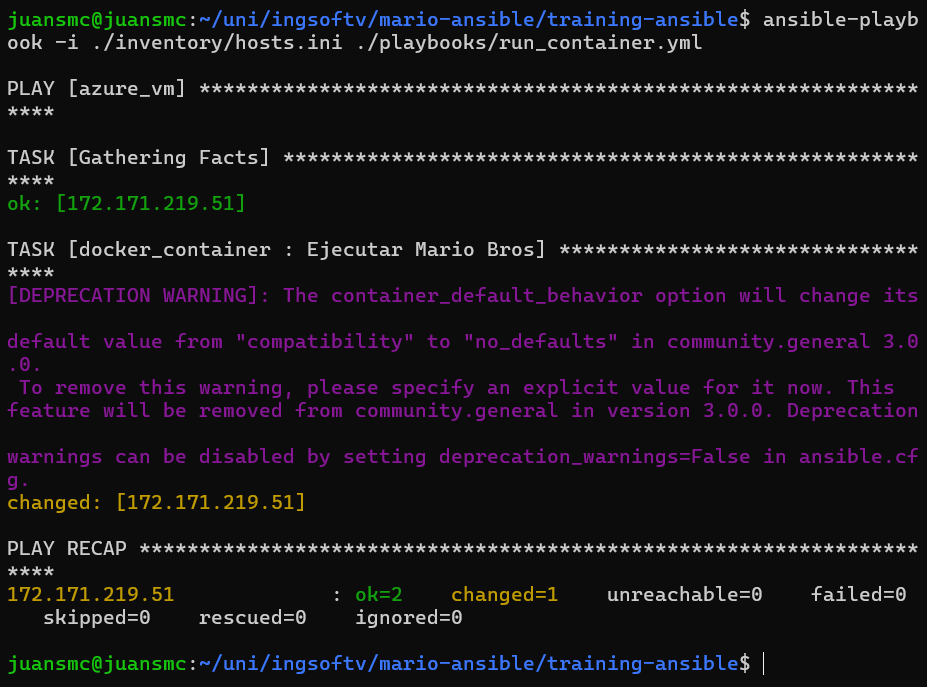 juansmc@juansmc:~/uni/ingsoftv/mario-ansible/training-ansible$ ansible-playb
ook -i ./inventory/hosts.ini ./playbooks/run_container.yml
PLAY [azure_vm] ************************************************************
****
TASK [Gathering Facts] *****************************************************
****
ok: [172.171.219.51]
TASK [docker_container : Ejecutar Mario Bros] ******************************
****
[DEPRECATION WARNING]: The container_default_behavior option will change its
default value from "compatibility" to "no_defaults" in community.general 3.0
.0.
 To remove this warning, please specify an explicit value for it now. This
feature will be removed from community.general in version 3.0.0. Deprecation
warnings can be disabled by setting deprecation_warnings=False in ansible.cf
g.
changed: [172.171.219.51]
PLAY RECAP *****************************************************************
****
172.171.219.51             : ok=2    changed=1    unreachable=0    failed=0
   skipped=0    rescued=0    ignored=0
juansmc@juansmc:~/uni/ingsoftv/mario-ansible/training-ansible$